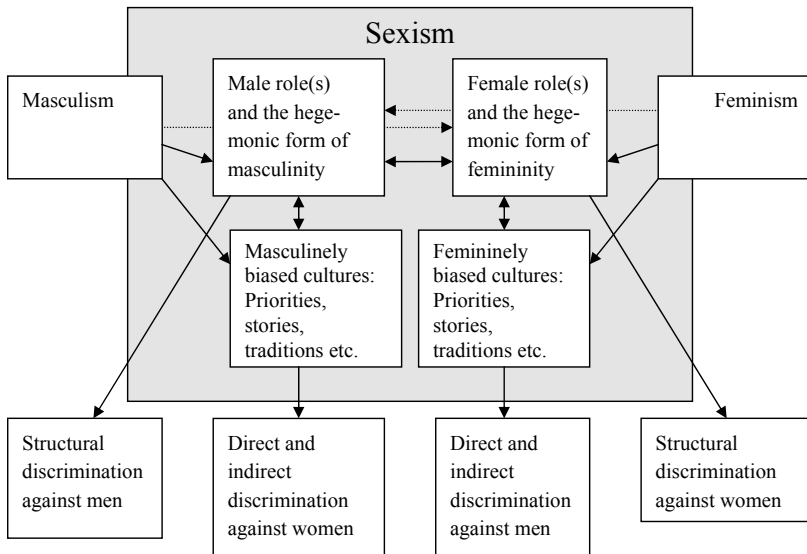 Sexism
Masculism
Male role(s)
and the hege-
monic form of
masculinity
Female role(s)
and the hege-
monic form of
femininity
Feminism
Masculinely
biased cultures:
Priorities,
stories,
traditions etc.
Femininely
biased cultures:
Priorities,
stories,
traditions etc.
Structural
discrimination
against men
Direct and
indirect
discrimination
against women
Direct and
indirect
discrimination
against men
Structural
discrimination
against women